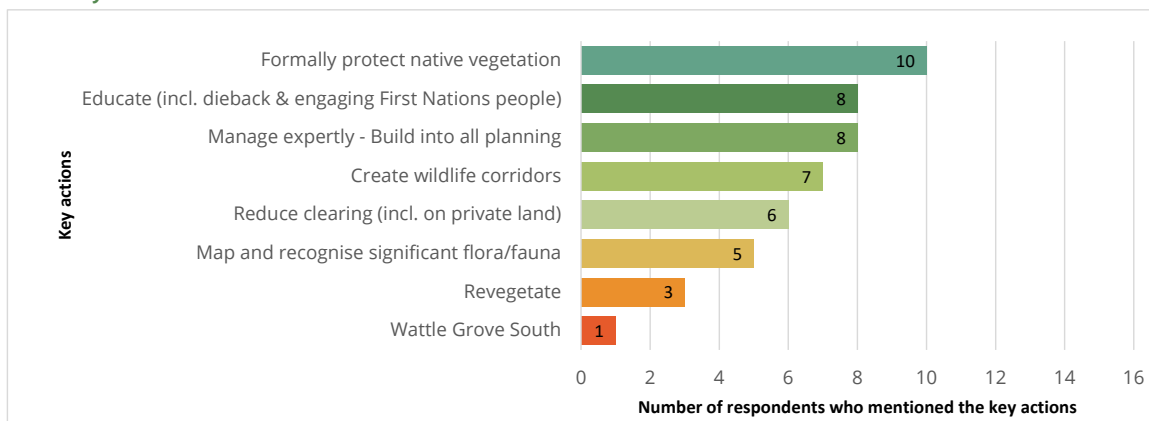 Key actions
Formally protect native vegetation 10
Educate (incl. dieback & engaging First Nations people) 8
Manage expertly - Build into all planning 8
Create wildlife corridors 7
Reduce clearing (incl. on private land) 6
Map and recognise significant flora/fauna 5
Revegetate 3
Wattle Grove South 1
0 2 4 6 8 10 12 14 16
Number of respondents who mentioned the key actions